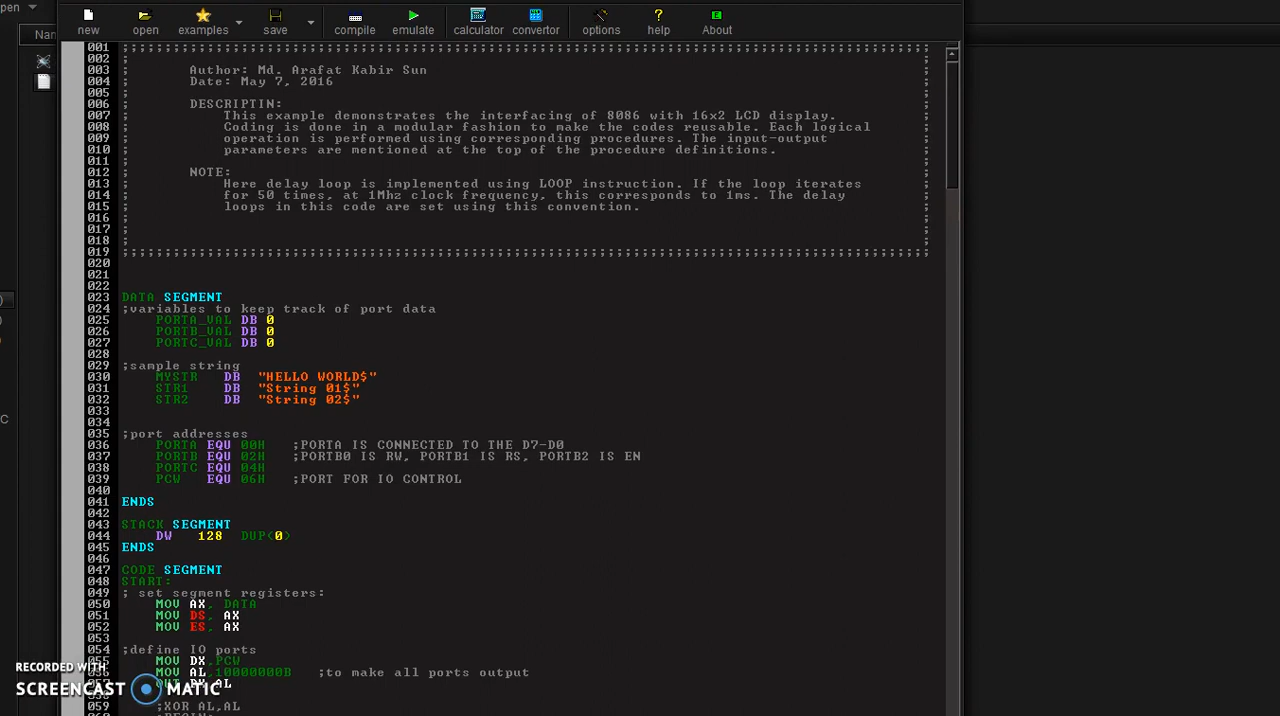 pen
Nan
new open examples save compile emulate calculator convertor options help About
001 ;;;;;;;;;;;;;;;;;;;;;;;;;;;;;;;;;;;;;;;;;;;;;;;;;;;;;;;;;;;;;;;;;;;;;;;;;;;;;;;;;;;;;;;;;;;;;;;
002 ; ;
003 ; Author: Md. Arafat Kabir Sun ;
004 ; Date: May 7, 2016 ;
005 ; ;
006 ; DESCRIPTIN: ;
007 ; This example demonstrates the interfacing of 8086 with 16x2 LCD display. ;
008 ; Coding is done in a modular fashion to make the codes reusable. Each logical ;
009 ; operation is performed using corresponding procedures. The input-output ;
010 ; parameters are mentioned at the top of the procedure definitions. ;
011 ; ;
012 ; NOTE: ;
013 ; Here delay loop is implemented using LOOP instruction. If the loop iterates ;
014 ; for 50 times, at 1Mhz clock frequency, this corresponds to 1ms. The delay ;
015 ; loops in this code are set using this convention. ;
016 ; ;
017 ; ;
018 ; ;
019 ;;;;;;;;;;;;;;;;;;;;;;;;;;;;;;;;;;;;;;;;;;;;;;;;;;;;;;;;;;;;;;;;;;;;;;;;;;;;;;;;;;;;;;;;;;;;;;;
020
021
022
023 DATA SEGMENT
024 ;variables to keep track of port data
025 PORTA_VAL DB 0
026 PORTB_VAL DB 0
027 PORTC_VAL DB 0
028
029 ;sample string
030 MYSTR DB "HELLO WORLD$"
031 STR1 DB "String 01$"
032 STR2 DB "String 02$"
033
034
035 ;port addresses
036 PORTA EQU 00H ;PORTA IS CONNECTED TO THE D7-D0
037 PORTB EQU 02H ;PORTB0 IS RW, PORTB1 IS RS, PORTB2 IS EN
038 PORTC EQU 04H
039 PCW EQU 06H ;PORT FOR IO CONTROL
040
041 ENDS
042
043 STACK SEGMENT
044 DW 128 DUP(0)
045 ENDS
046
047 CODE SEGMENT
048 START:
049 ; set segment registers:
050 MOV AX, DATA
051 MOV DS, AX
052 MOV ES, AX
053
054 ;define IO ports
055 MOV DX,PCW
056 MOV AL,10000000B ;to make all ports output
057 OUT DX,AL
058
059 ;XOR AL,AL
060 ;BEGIN:
RECORDED WITH
SCREENCAST MATIC